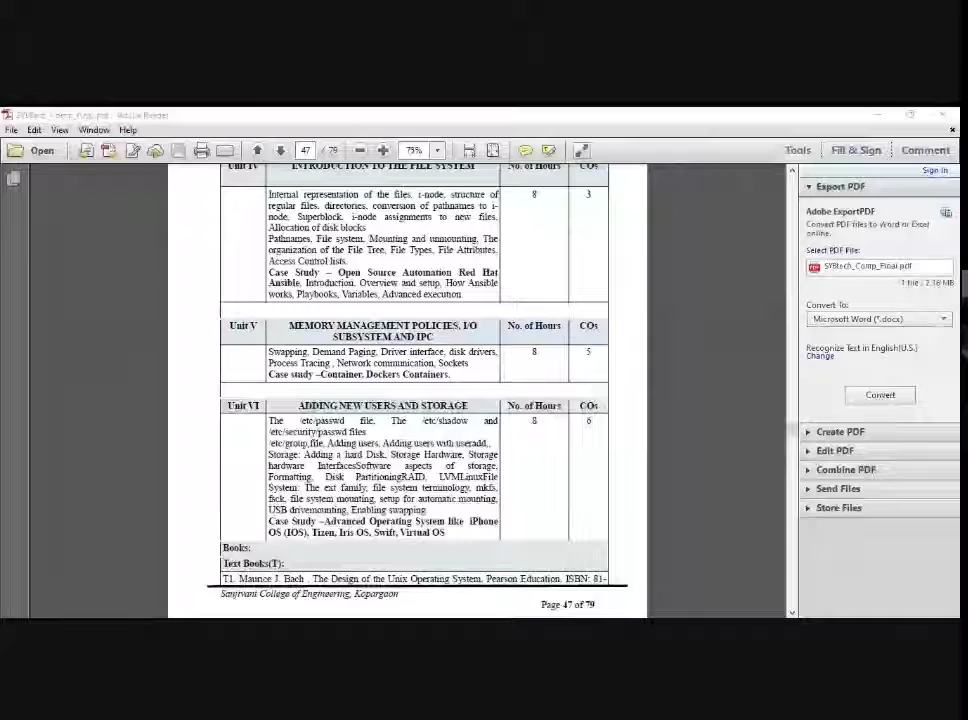 SYBtech_Comp_Final.pdf - Adobe Reader
File Edit View Window Help
Open 47 / 79 75% Tools Fill & Sign Comment
Sign In
Unit IV INTRODUCTION TO THE FILE SYSTEM No. of Hours COs
Internal representation of the files, i-node, structure of 8 3
regular files, directories, conversion of pathnames to i-
node, Superblock, i-node assignments to new files,
Allocation of disk blocks
Pathnames, File system, Mounting and unmounting, The
organization of the File Tree, File Types, File Attributes,
Access Control lists.
Case Study – Open Source Automation Red Hat
Ansible, Introduction, Overview and setup, How Ansible
works, Playbooks, Variables, Advanced execution
Unit V MEMORY MANAGEMENT POLICIES, I/O No. of Hours COs
SUBSYSTEM AND IPC
Swapping, Demand Paging, Driver interface, disk drivers, 8 5
Process Tracing , Network communication, Sockets
Case study –Container, Dockers Containers.
Unit VI ADDING NEW USERS AND STORAGE No. of Hours COs
The /etc/passwd file, The /etc/shadow and 8 6
/etc/security/passwd files
/etc/group,file, Adding users, Adding users with useradd,.
Storage: Adding a hard Disk, Storage Hardware, Storage
hardware InterfacesSoftware aspects of storage,
Formatting, Disk PartitioningRAID, LVMLinuxFile
System: The ext family, file system terminology, mkfs,
fsck, file system mounting, setup for automatic mounting,
USB drivemounting, Enabling swapping
Case Study –Advanced Operating System like iPhone
OS (IOS), Tizen, Iris OS, Swift, Virtual OS
Books:
Text Books(T):
T1. Maurice J. Bach , The Design of the Unix Operating System, Pearson Education, ISBN: 81-
Sanjivani College of Engineering, Kopargaon
Page 47 of 79
Export PDF
Adobe ExportPDF
Convert PDF files to Word or Excel
online.
Select PDF File:
SYBtech_Comp_Final.pdf
1 file / 2.16 MB
Convert To:
Microsoft Word (*.docx)
Recognize Text in English(U.S.)
Change
Convert
Create PDF
Edit PDF
Combine PDF
Send Files
Store Files